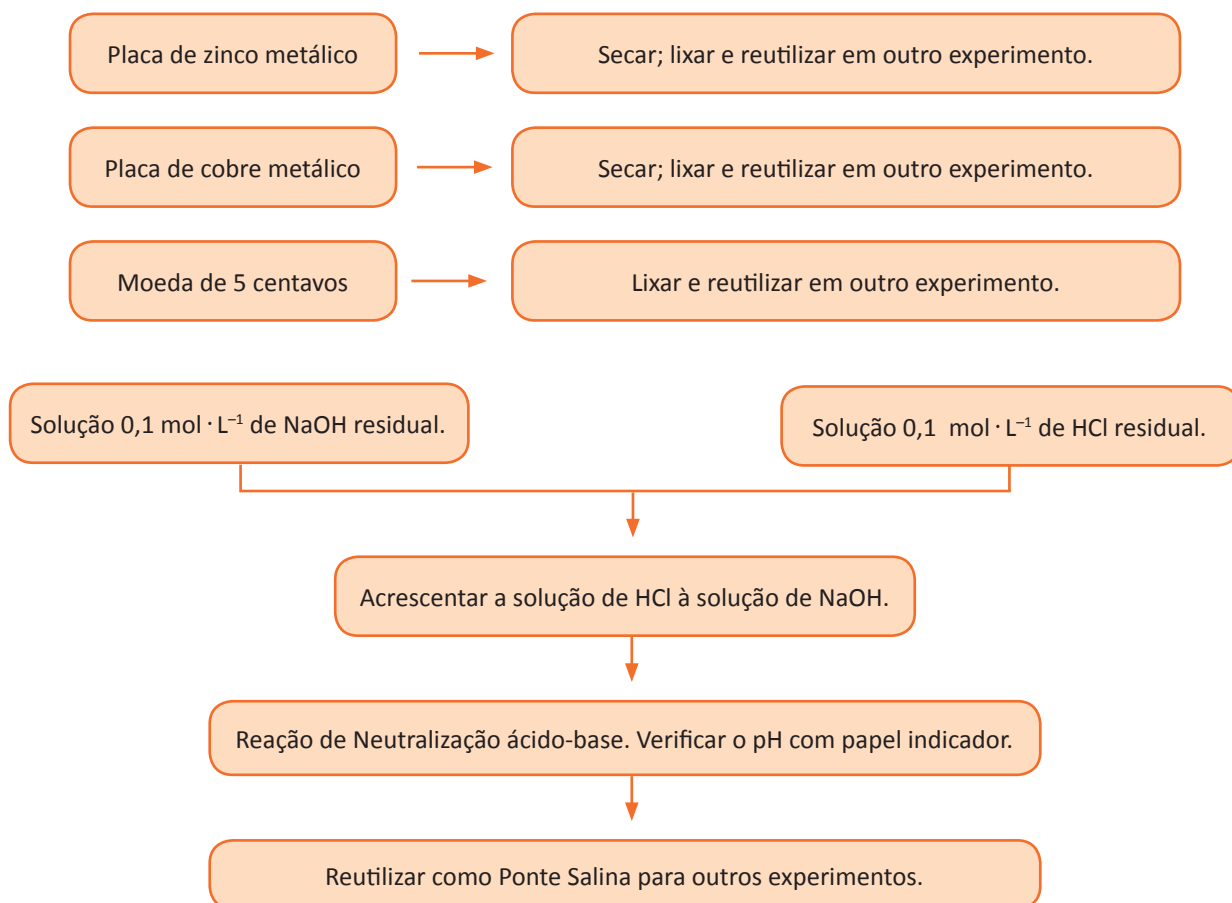 Placa de zinco metálico
Secar; lixar e reutilizar em outro experimento.
Placa de cobre metálico
Secar; lixar e reutilizar em outro experimento.
Moeda de 5 centavos
Lixar e reutilizar em outro experimento.
Solução 0,1 mol · L⁻¹ de NaOH residual.
Solução 0,1 mol · L⁻¹ de HCl residual.
Acrescentar a solução de HCl à solução de NaOH.
Reação de Neutralização ácido-base. Verificar o pH com papel indicador.
Reutilizar como Ponte Salina para outros experimentos.